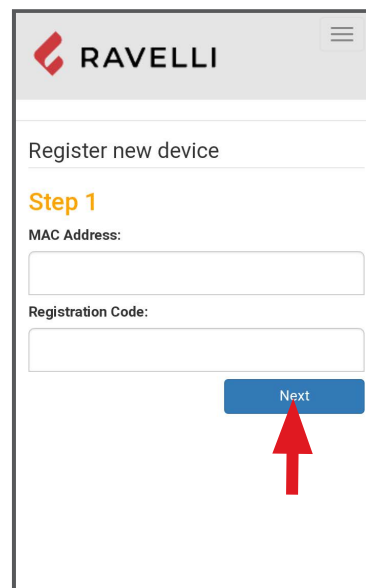 RAVELLI
Register new device
Step 1
MAC Address:
Registration Code:
Next